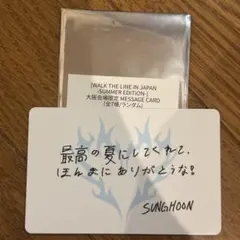 [WALK THE LINE IN JAPAN
-SUMMER EDITION-]
大阪会場限定 MESSAGE CARD
(全7種/ランダム)
最高の夏にしてくれて、
ほんまにありがとうな!
SUNGHOON